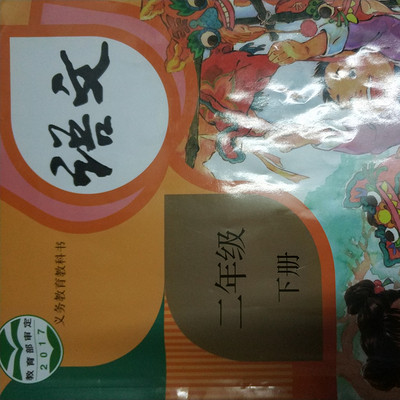 义务教育教科书
语文
二年级
下册
教育部审定
2017